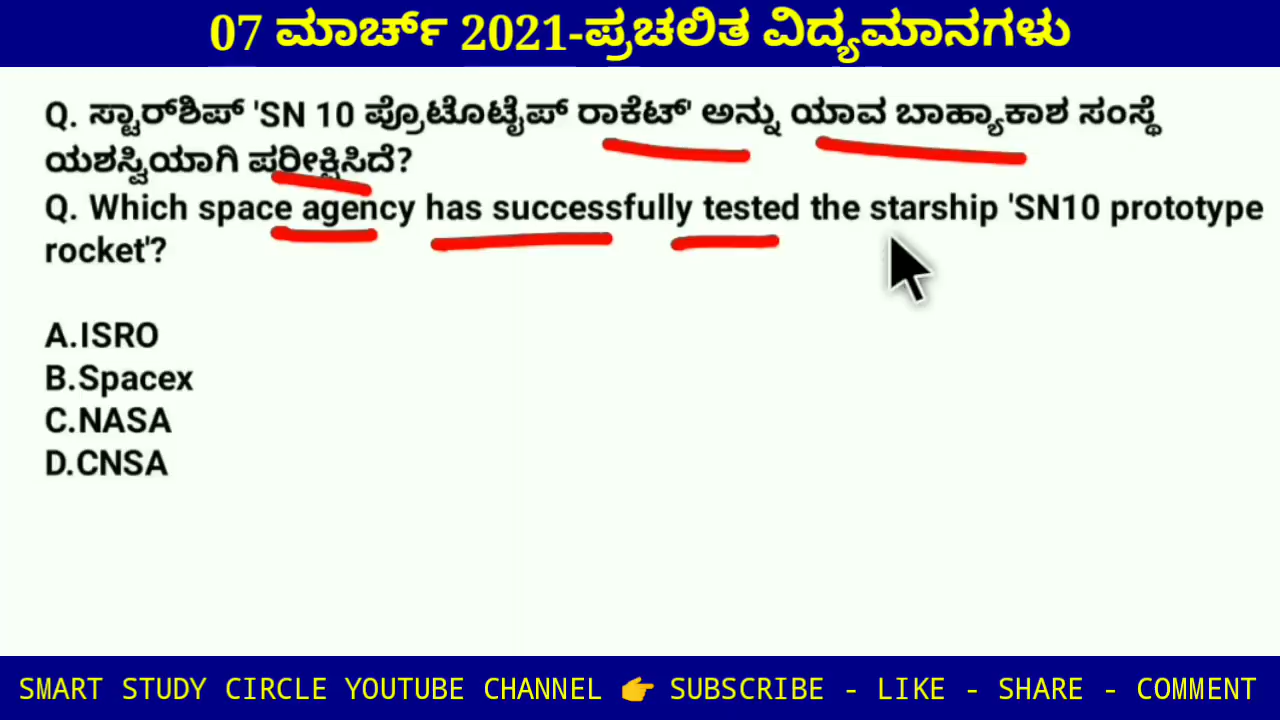 07 ಮಾರ್ಚ್ 2021-ಪ್ರಚಲಿತ ವಿದ್ಯಮಾನಗಳು
Q. ಸ್ಟಾರ್‌ಶಿಪ್ 'SN 10 ಪ್ರೊಟೊಟೈಪ್ ರಾಕೆಟ್' ಅನ್ನು ಯಾವ ಬಾಹ್ಯಾಕಾಶ ಸಂಸ್ಥೆ
ಯಶಸ್ವಿಯಾಗಿ ಪರೀಕ್ಷಿಸಿದೆ?
Q. Which space agency has successfully tested the starship 'SN10 prototype
rocket'?
A.ISRO
B.Spacex
C.NASA
D.CNSA
SMART STUDY CIRCLE YOUTUBE CHANNEL 👉 SUBSCRIBE - LIKE - SHARE - COMMENT